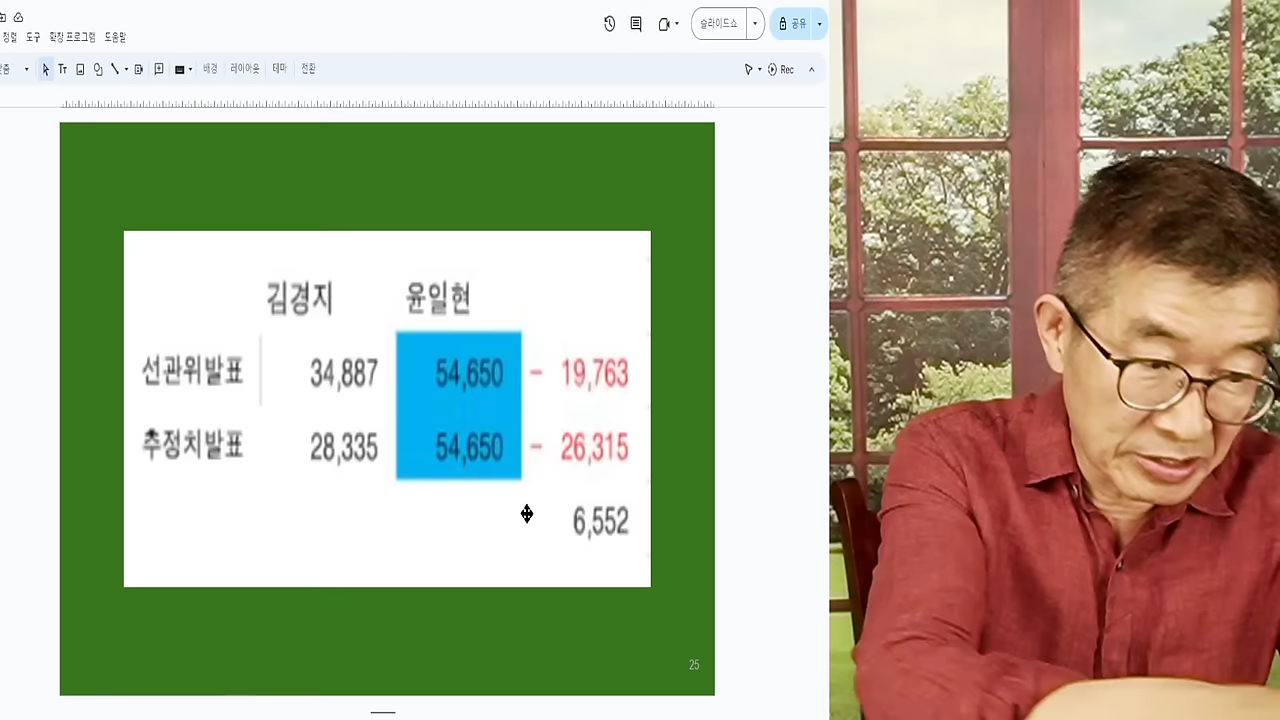 정렬 도구 확장 프로그램 도움말
슬라이드쇼
공유
배경 레이아웃 테마 전환
Rec
김경지 윤일현
선관위발표 34,887 54,650 - 19,763
추정치발표 28,335 54,650 - 26,315
6,552
25